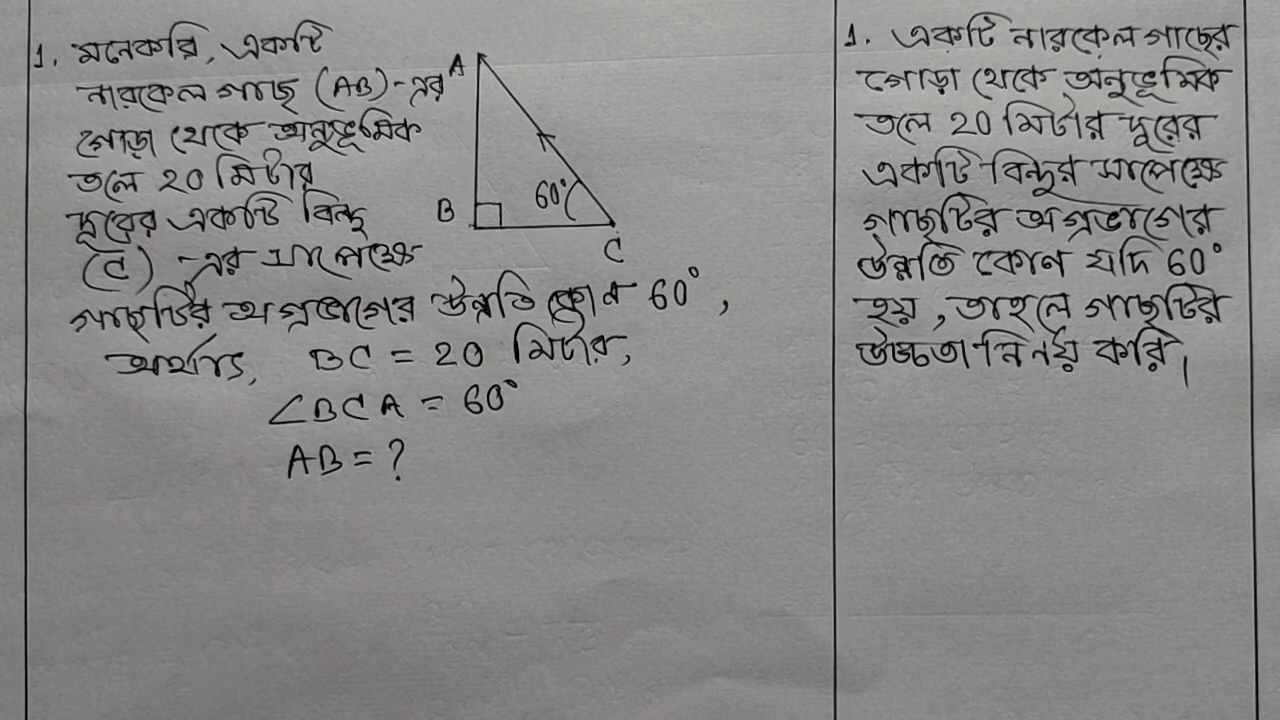 1. মনেকরি, একটি
নারকেল গাছ (AB)-এর
গোড়া থেকে অনুভূমিক
তলে 20 মিটার
দূরের একটি বিন্দু
(C) -এর সাপেক্ষে
গাছটির অগ্রভাগের উন্নতি কোন 60°,
অর্থাৎ, BC = 20 মিটার,
∠BCA = 60°
AB = ?
A
B
60°
C
1. একটি নারকেল গাছের
গোড়া থেকে অনুভূমিক
তলে 20 মিটার দূরের
একটি বিন্দুর সাপেক্ষে
গাছটির অগ্রভাগের
উন্নতি কোন যদি 60°
হয়, তাহলে গাছটির
উচ্চতা নির্নয় করি।